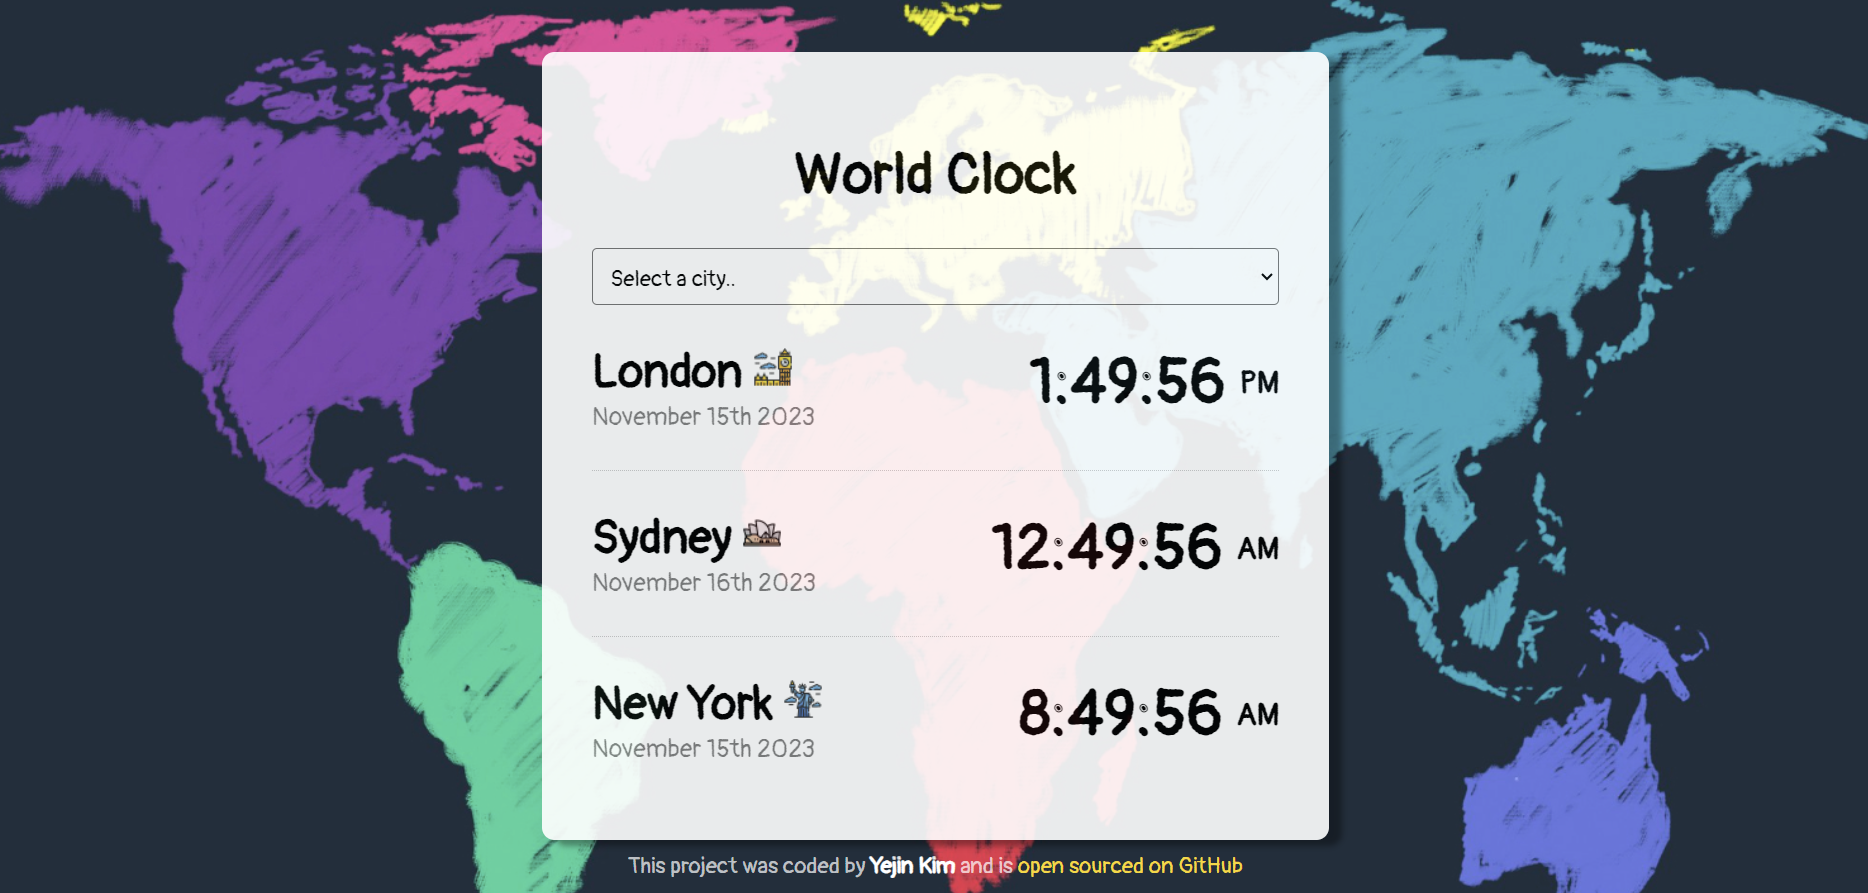 World Clock
Select a city..
London
1:49:56 PM
November 15th 2023
Sydney
12:49:56 AM
November 16th 2023
New York
8:49:56 AM
November 15th 2023
This project was coded by Yejin Kim and is open sourced on GitHub